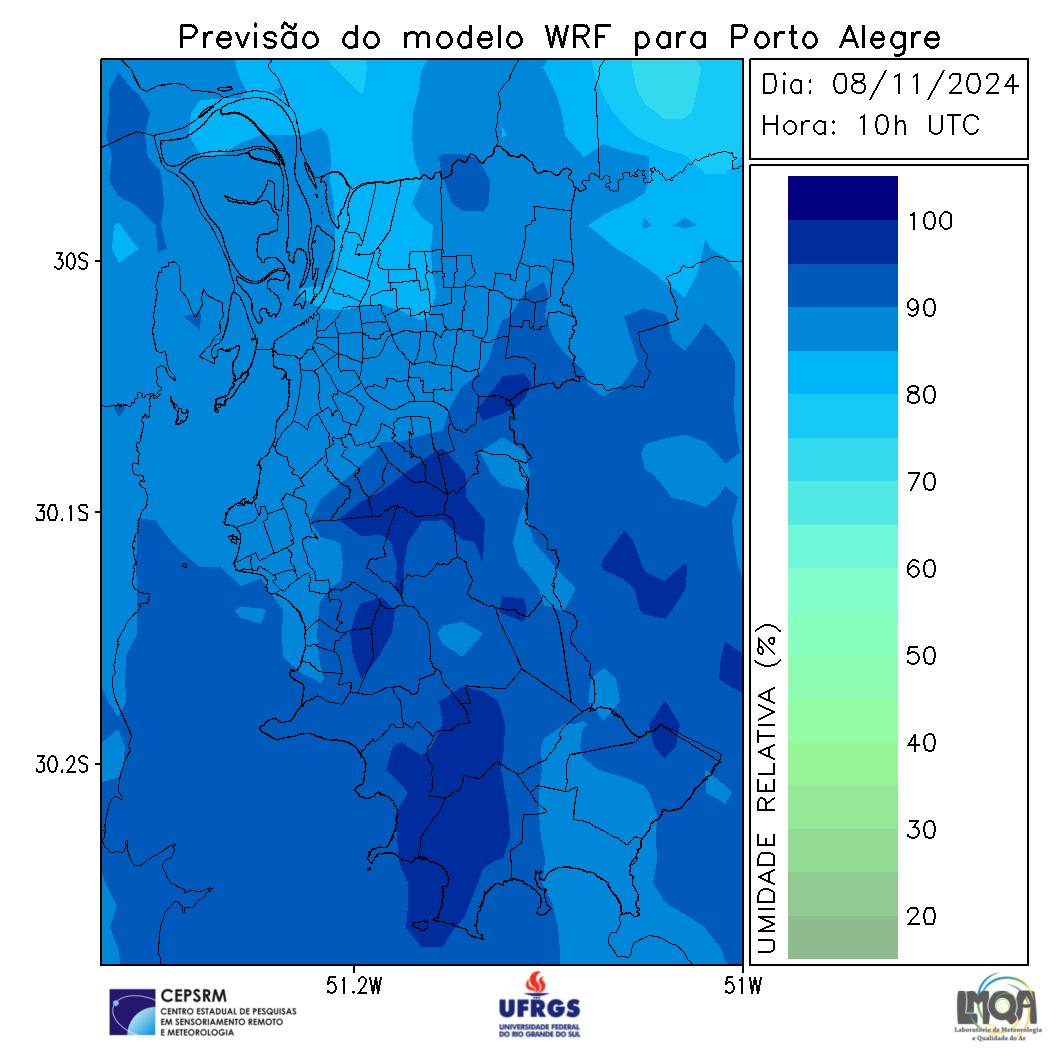 Previsão do modelo WRF para Porto Alegre
Dia: 08/11/2024
Hora: 10h UTC
30S
30.1S
30.2S
51.2W
51W
UMIDADE RELATIVA (%)
100
90
80
70
60
50
40
30
20
CEPSRM
CENTRO ESTADUAL DE PESQUISAS
EM SENSORIAMENTO REMOTO
E METEOROLOGIA
UFRGS
UNIVERSIDADE FEDERAL
DO RIO GRANDE DO SUL
LMQA
Laboratório de Meteorologia
e Qualidade do Ar